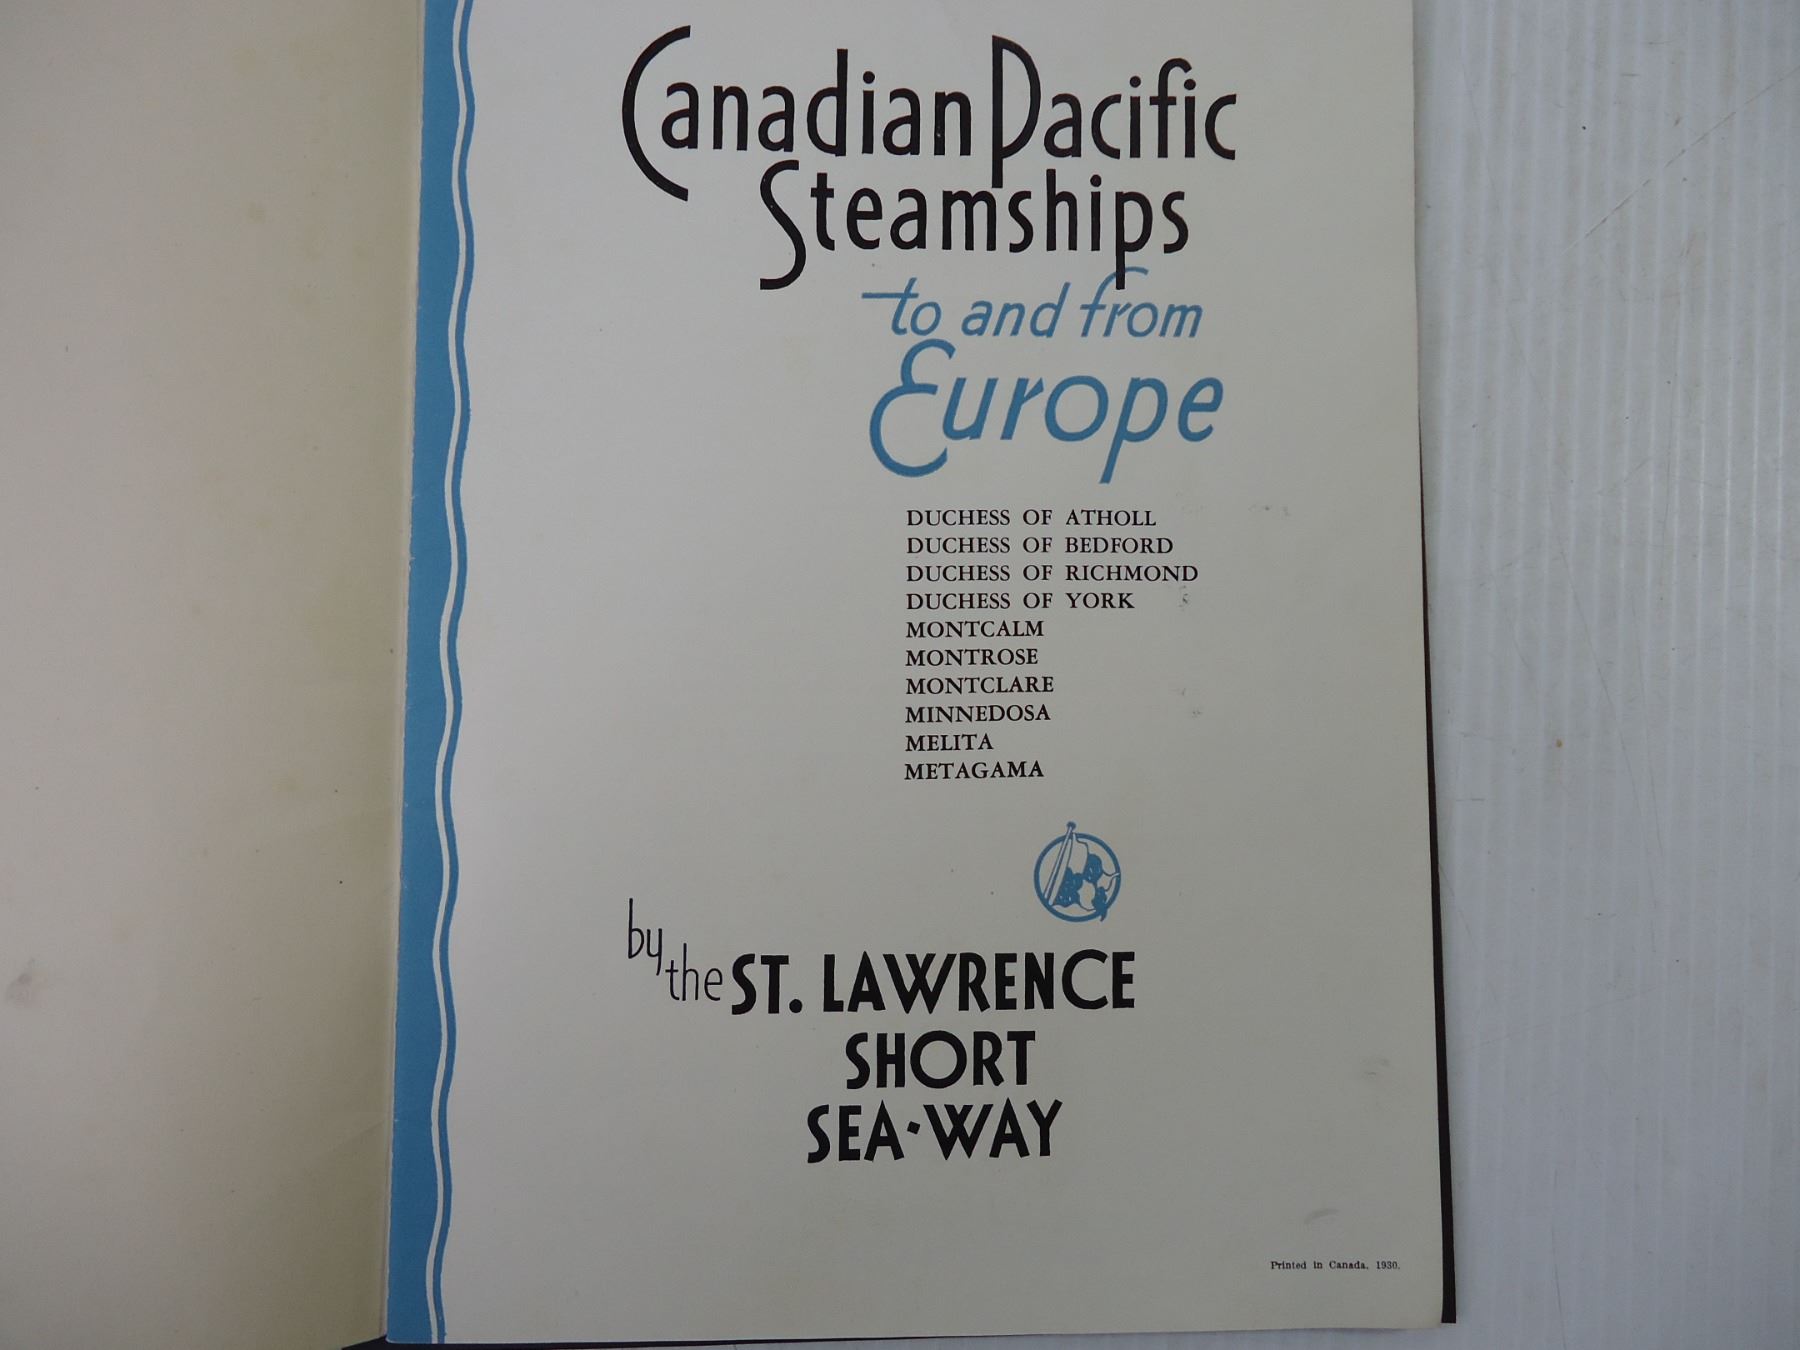 Canadian Pacific
Steamships
to and from
Europe
DUCHESS OF ATHOLL
DUCHESS OF BEDFORD
DUCHESS OF RICHMOND
DUCHESS OF YORK
MONTCALM
MONTROSE
MONTCLARE
MINNEDOSA
MELITA
METAGAMA
by the ST. LAWRENCE
SHORT
SEA·WAY
Printed in Canada, 1930.